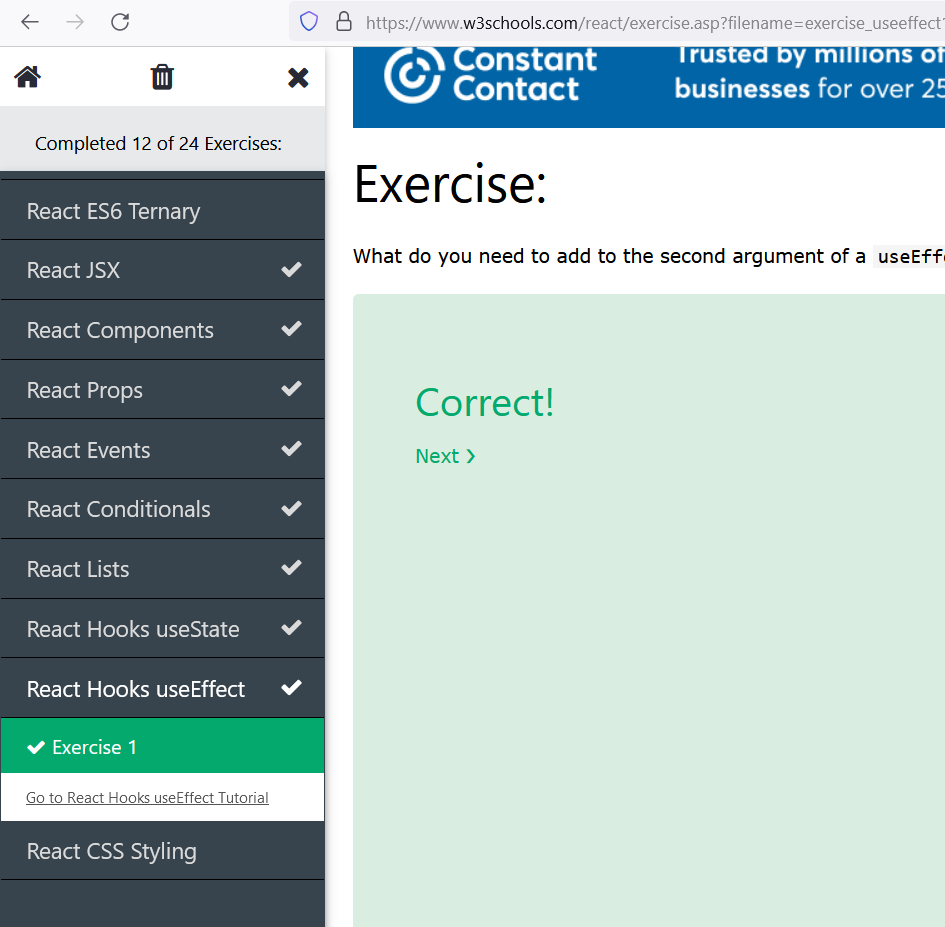 https://www.w3schools.com/react/exercise.asp?filename=exercise_useeffect1
Completed 12 of 24 Exercises:
React ES6 Ternary
React JSX
React Components
React Props
React Events
React Conditionals
React Lists
React Hooks useState
React Hooks useEffect
Exercise 1
Go to React Hooks useEffect Tutorial
React CSS Styling
Constant
Contact
Trusted by millions of
businesses for over 25
Exercise:
What do you need to add to the second argument of a useEffe
Correct!
Next